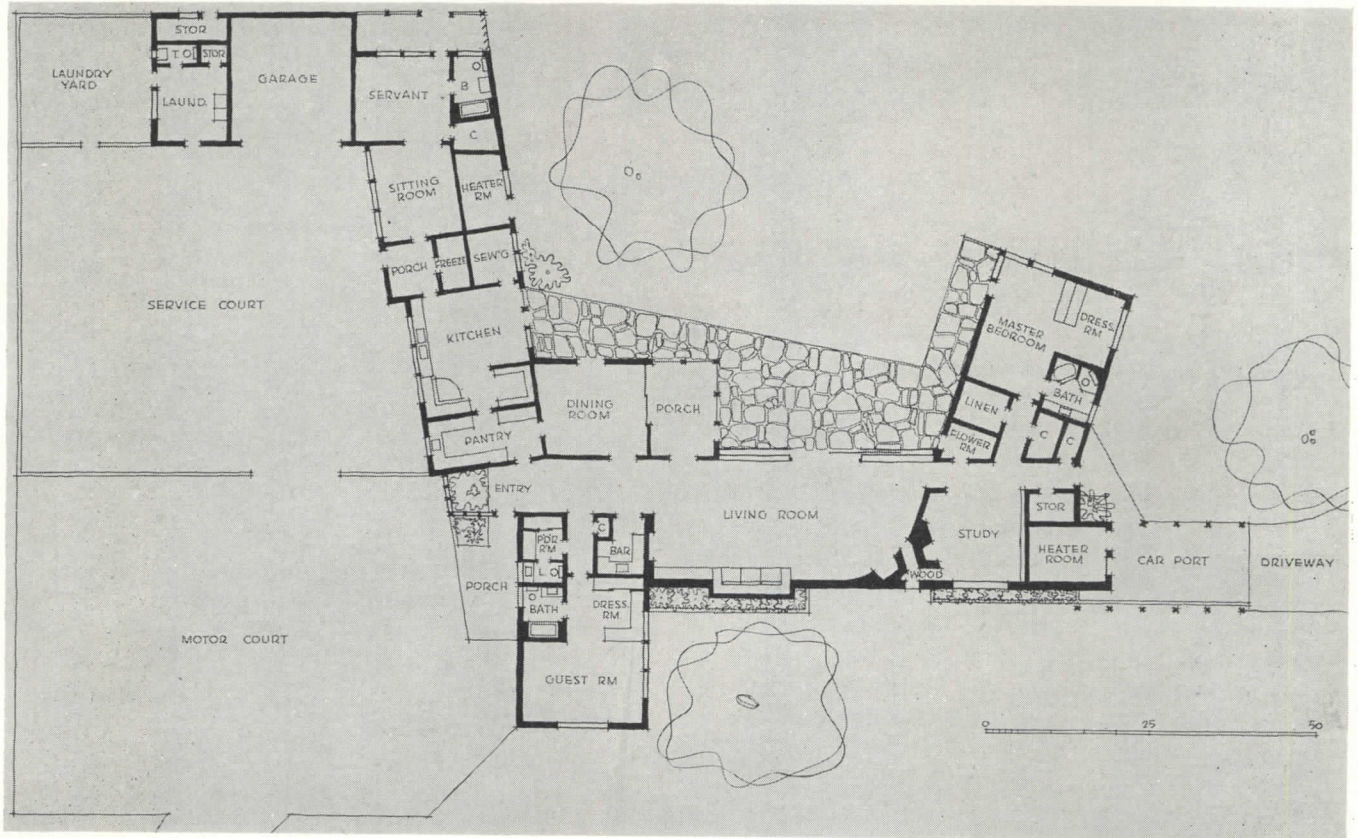 STOR
T.O
STOR
LAUNDRY
YARD
LAUND.
GARAGE
SERVANT
B
C
SITTING
ROOM
HEATER
RM
PORCH
FREEZE
SEW'G
SERVICE COURT
KITCHEN
PANTRY
DINING
ROOM
PORCH
MASTER
BEDROOM
DRESS.
RM
BATH
LINEN
FLOWER
RM
C
C
ENTRY
LIVING ROOM
STOR
STUDY
HEATER
ROOM
CAR PORT
DRIVEWAY
WOOD
PDR
R'M
L.O
C
BAR
PORCH
BATH
DRESS.
RM.
MOTOR COURT
GUEST RM
0 25 50